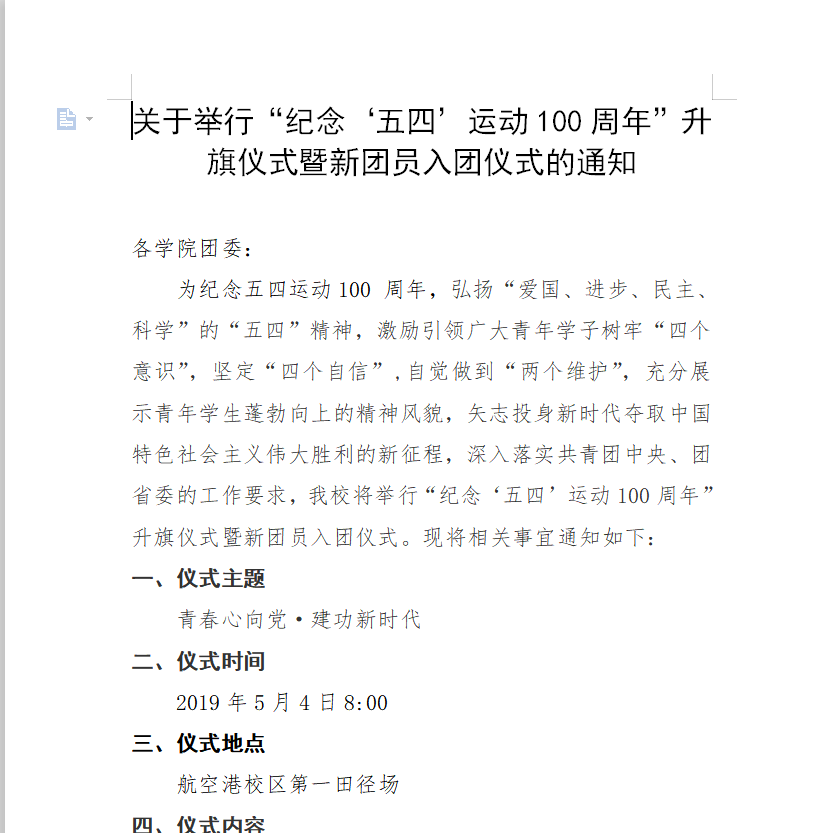 关于举行“纪念‘五四’运动100周年”升
旗仪式暨新团员入团仪式的通知
各学院团委：
为纪念五四运动100 周年，弘扬“爱国、进步、民主、
科学”的“五四”精神，激励引领广大青年学子树牢“四个
意识”，坚定“四个自信”,自觉做到“两个维护”，充分展
示青年学生蓬勃向上的精神风貌，矢志投身新时代夺取中国
特色社会主义伟大胜利的新征程，深入落实共青团中央、团
省委的工作要求，我校将举行“纪念‘五四’运动100周年”
升旗仪式暨新团员入团仪式。现将相关事宜通知如下：
一、仪式主题
青春心向党·建功新时代
二、仪式时间
2019年5月4日8:00
三、仪式地点
航空港校区第一田径场
四、仪式内容